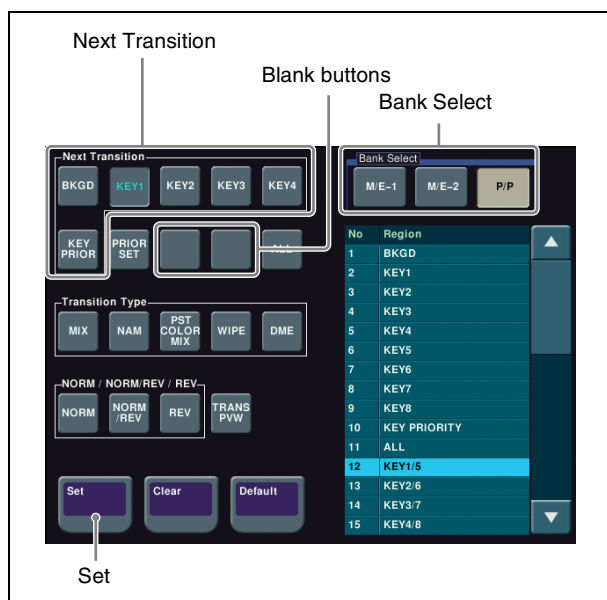 Next Transition
Blank buttons
Bank Select
Next Transition
BKGD KEY1 KEY2 KEY3 KEY4
KEY PRIOR PRIOR SET ALL
Transition Type
MIX NAM PST COLOR MIX WIPE DME
NORM / NORM/REV / REV
NORM NORM /REV REV TRANS PVW
Set Clear Default
Bank Select
M/E-1 M/E-2 P/P
No Region
1 BKGD
2 KEY1
3 KEY2
4 KEY3
5 KEY4
6 KEY5
7 KEY6
8 KEY7
9 KEY8
10 KEY PRIORITY
11 ALL
12 KEY1/5
13 KEY2/6
14 KEY3/7
15 KEY4/8
Set